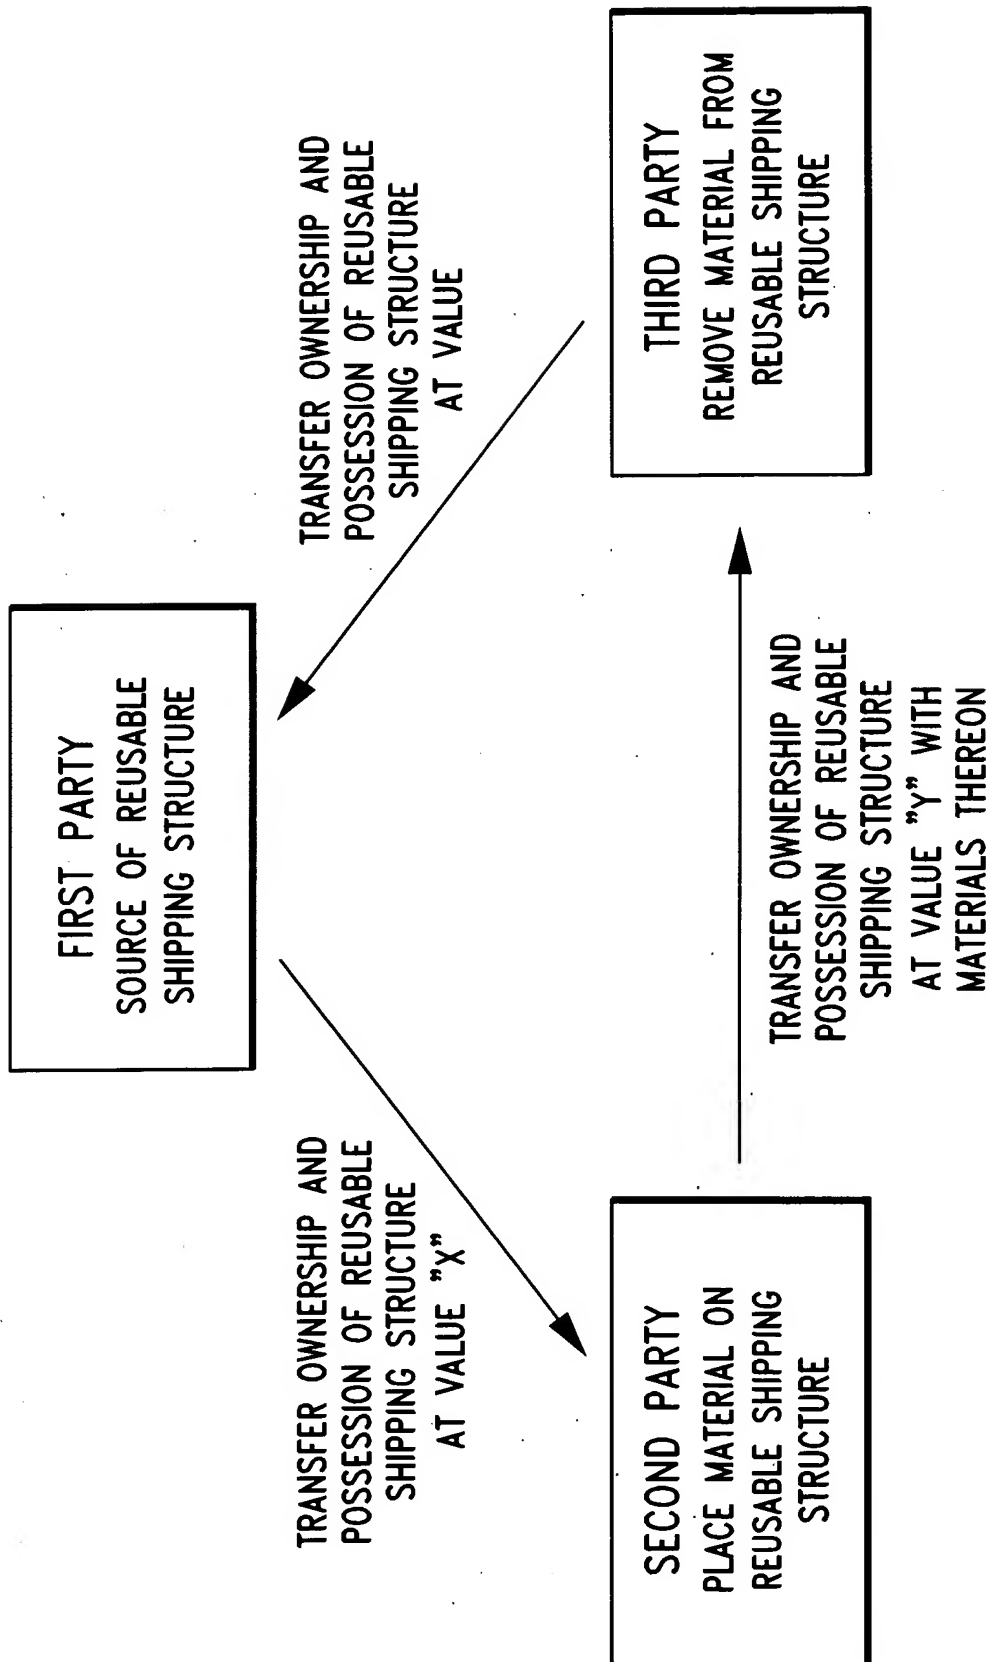 FIRST PARTY
SOURCE OF REUSABLE
SHIPPING STRUCTURE
TRANSFER OWNERSHIP AND
POSSESSION OF REUSABLE
SHIPPING STRUCTURE
AT VALUE "X"
TRANSFER OWNERSHIP AND
POSSESSION OF REUSABLE
SHIPPING STRUCTURE
AT VALUE
SECOND PARTY
PLACE MATERIAL ON
REUSABLE SHIPPING
STRUCTURE
THIRD PARTY
REMOVE MATERIAL FROM
REUSABLE SHIPPING
STRUCTURE
TRANSFER OWNERSHIP AND
POSSESSION OF REUSABLE
SHIPPING STRUCTURE
AT VALUE "Y" WITH
MATERIALS THEREON